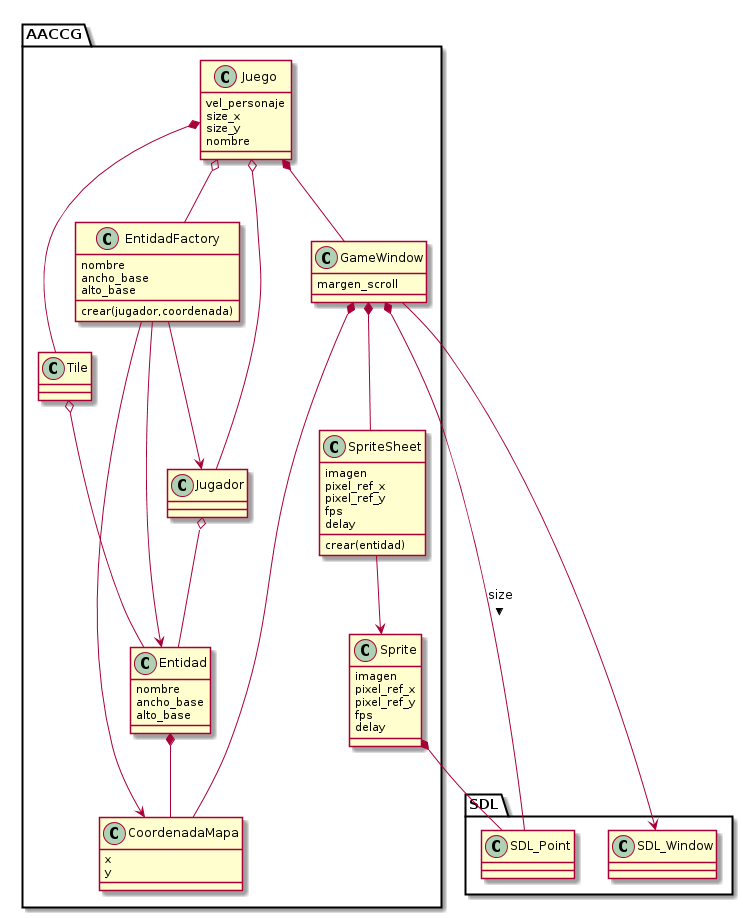 AACCG
C Juego
vel_personaje
size_x
size_y
nombre
C EntidadFactory
nombre
ancho_base
alto_base
crear(jugador,coordenada)
C GameWindow
margen_scroll
C Tile
C SpriteSheet
imagen
pixel_ref_x
pixel_ref_y
fps
delay
crear(entidad)
C Jugador
size
▼
C Sprite
imagen
pixel_ref_x
pixel_ref_y
fps
delay
C Entidad
nombre
ancho_base
alto_base
SDL
C CoordenadaMapa
x
y
C SDL_Point
C SDL_Window